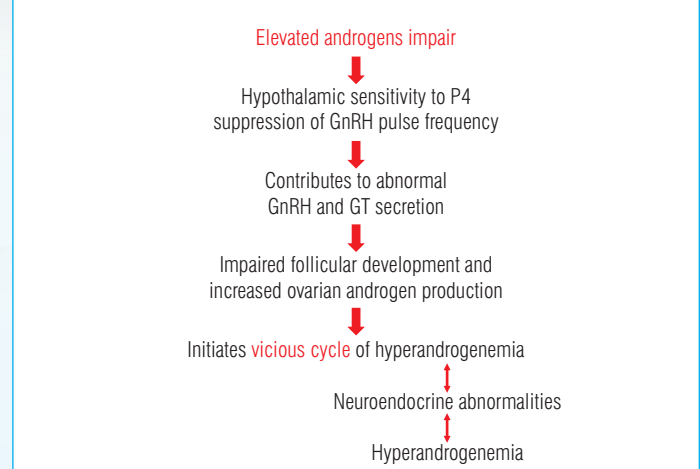 Elevated androgens impair
Hypothalamic sensitivity to P4
suppression of GnRH pulse frequency
Contributes to abnormal
GnRH and GT secretion
Impaired follicular development and
increased ovarian androgen production
Initiates vicious cycle of hyperandrogenemia
Neuroendocrine abnormalities
Hyperandrogenemia